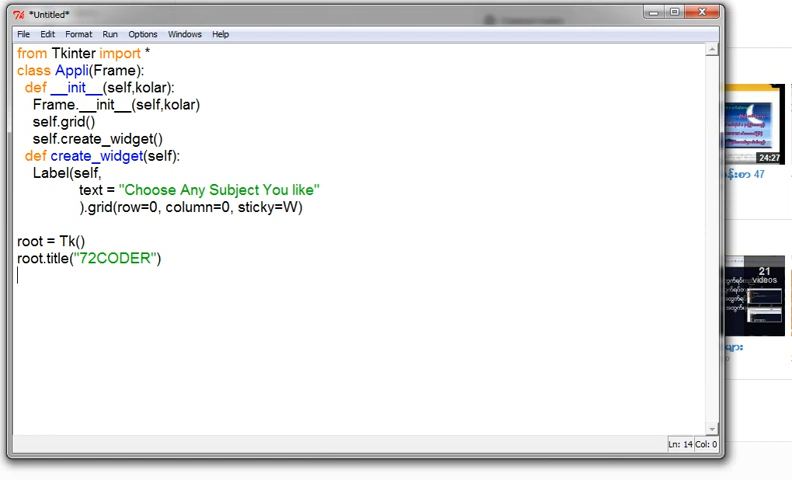 *Untitled*
File Edit Format Run Options Windows Help
from Tkinter import *
class Appli(Frame):
def __init__(self,kolar):
Frame.__init__(self,kolar)
self.grid()
self.create_widget()
def create_widget(self):
Label(self,
text = "Choose Any Subject You like"
).grid(row=0, column=0, sticky=W)
root = Tk()
root.title("72CODER")
Ln: 14 Col: 0
24:27
47
21
videos